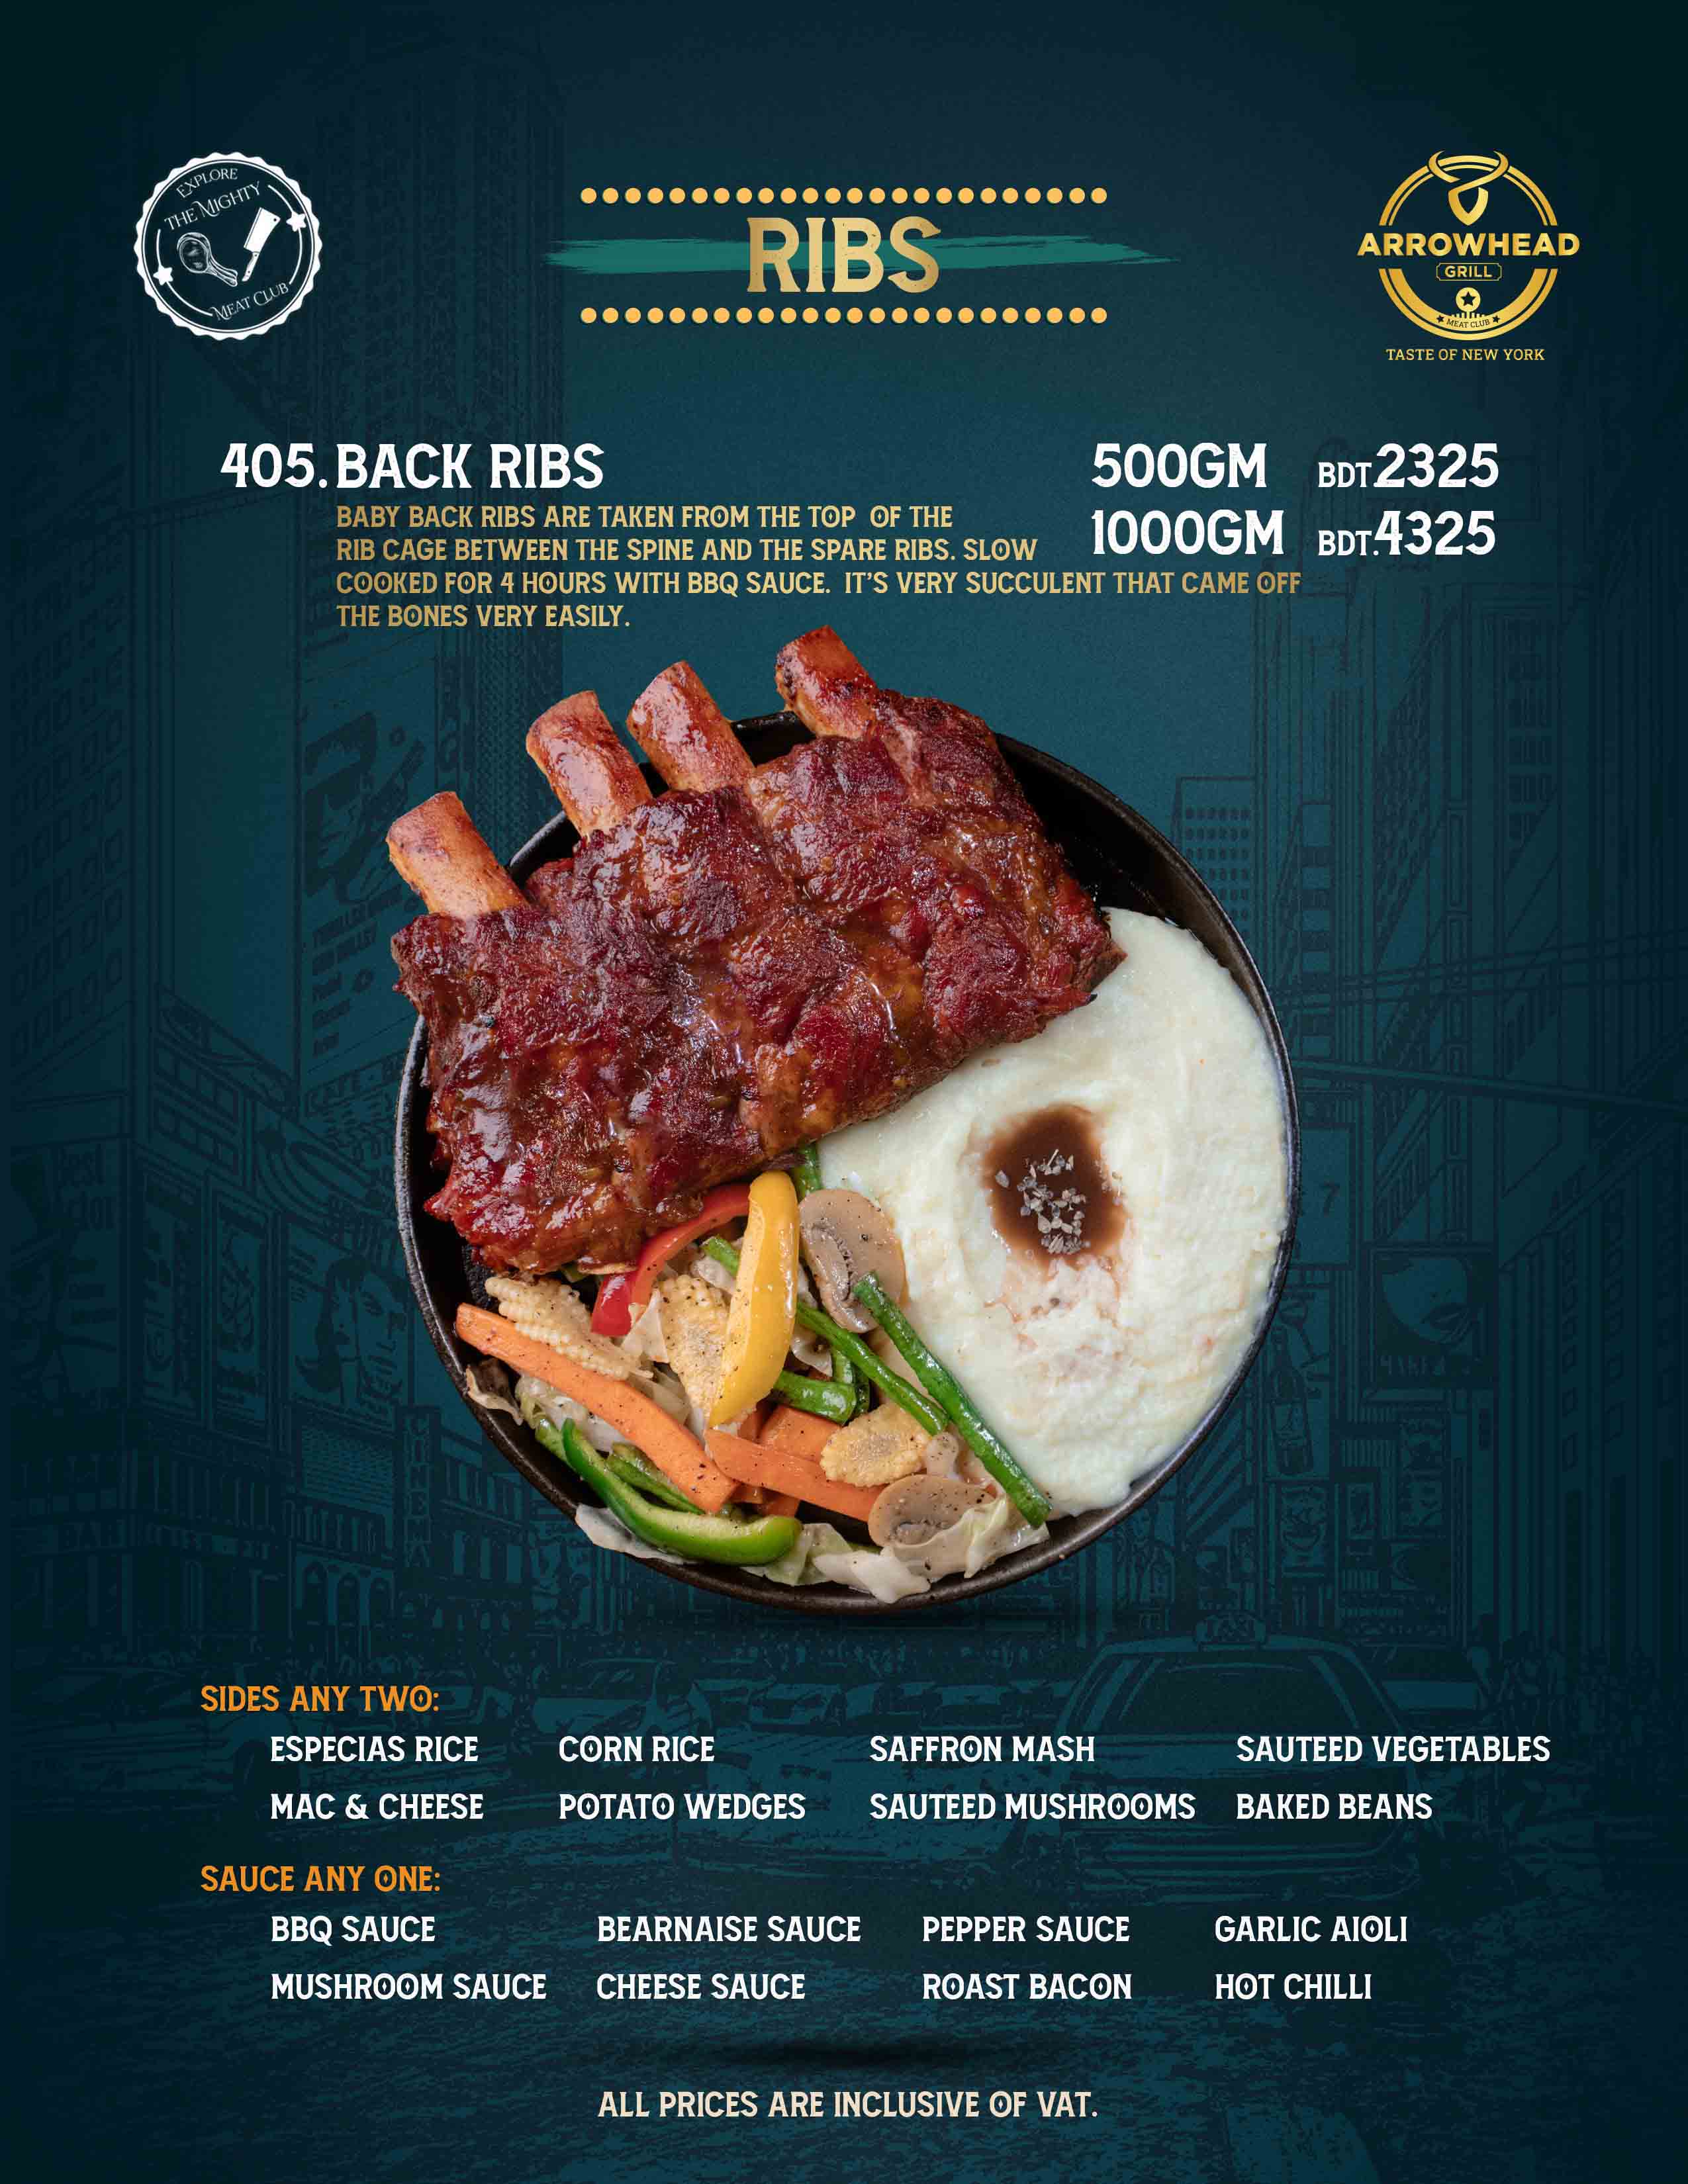 EXPLORE
THE MIGHTY
MEAT CLUB
RIBS
ARROWHEAD
GRILL
MEAT CLUB
TASTE OF NEW YORK
405. BACK RIBS
500GM BDT.2325
1000GM BDT.4325
BABY BACK RIBS ARE TAKEN FROM THE TOP OF THE
RIB CAGE BETWEEN THE SPINE AND THE SPARE RIBS. SLOW
COOKED FOR 4 HOURS WITH BBQ SAUCE. IT'S VERY SUCCULENT THAT CAME OFF
THE BONES VERY EASILY.
SIDES ANY TWO:
ESPECIAS RICE CORN RICE SAFFRON MASH SAUTEED VEGETABLES
MAC & CHEESE POTATO WEDGES SAUTEED MUSHROOMS BAKED BEANS
SAUCE ANY ONE:
BBQ SAUCE BEARNAISE SAUCE PEPPER SAUCE GARLIC AIOLI
MUSHROOM SAUCE CHEESE SAUCE ROAST BACON HOT CHILLI
ALL PRICES ARE INCLUSIVE OF VAT.